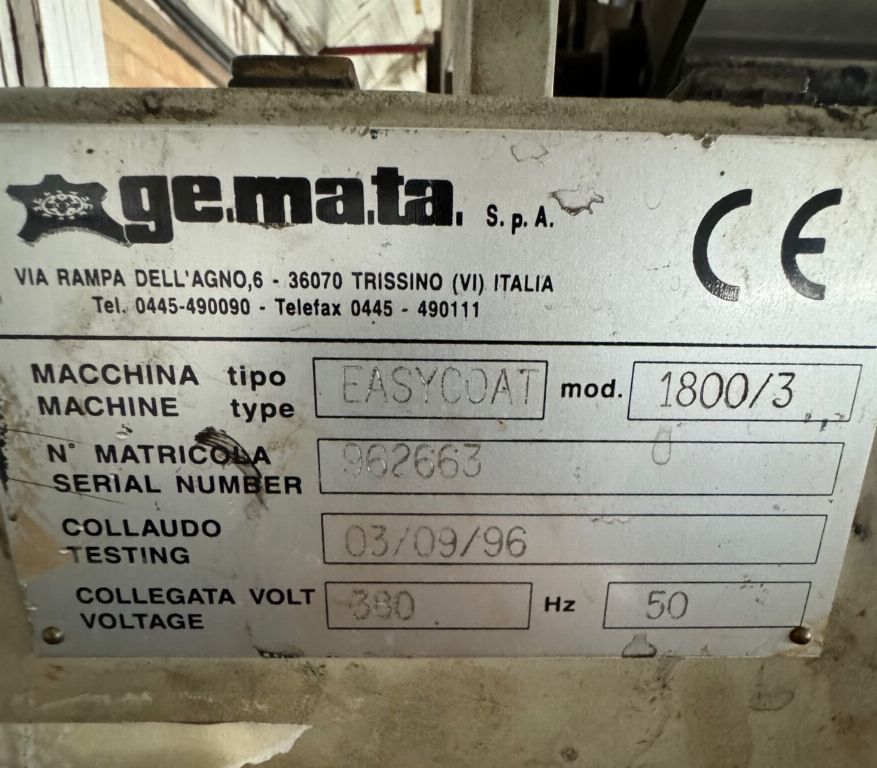 ge.ma.ta. S.p.A.
CE
VIA RAMPA DELL'AGNO,6 - 36070 TRISSINO (VI) ITALIA
Tel. 0445-490090 - Telefax 0445 - 490111
MACCHINA tipo
MACHINE type
EASYCOAT mod. 1800/3
N° MATRICOLA
SERIAL NUMBER
962663
COLLAUDO
TESTING
03/09/96
COLLEGATA VOLT
VOLTAGE
380 Hz 50